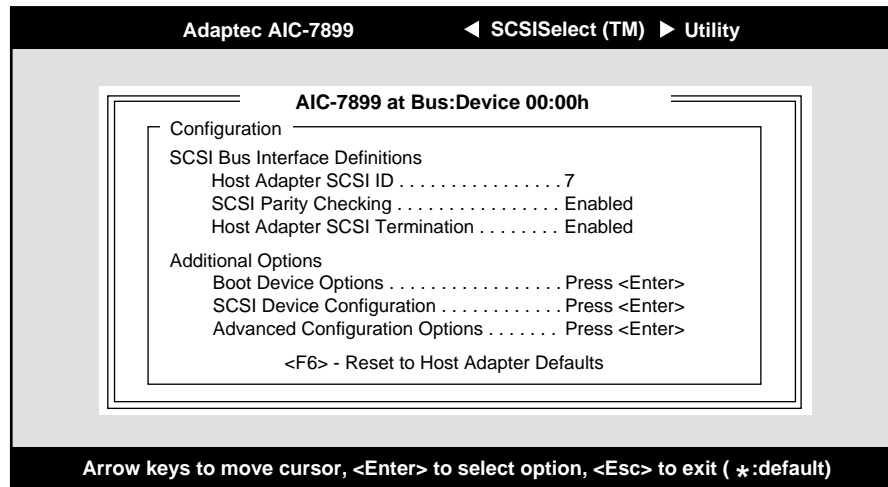 Adaptec AIC-7899 ◀ SCSISelect (TM) ▶ Utility
AIC-7899 at Bus:Device 00:00h
Configuration
SCSI Bus Interface Definitions
Host Adapter SCSI ID . . . . . . . . . . . . . . . . 7
SCSI Parity Checking . . . . . . . . . . . . . . . . Enabled
Host Adapter SCSI Termination . . . . . . . . Enabled
Additional Options
Boot Device Options . . . . . . . . . . . . . . . . . Press <Enter>
SCSI Device Configuration . . . . . . . . . . . . Press <Enter>
Advanced Configuration Options . . . . . . . Press <Enter>
<F6> - Reset to Host Adapter Defaults
Arrow keys to move cursor, <Enter> to select option, <Esc> to exit ( *:default)